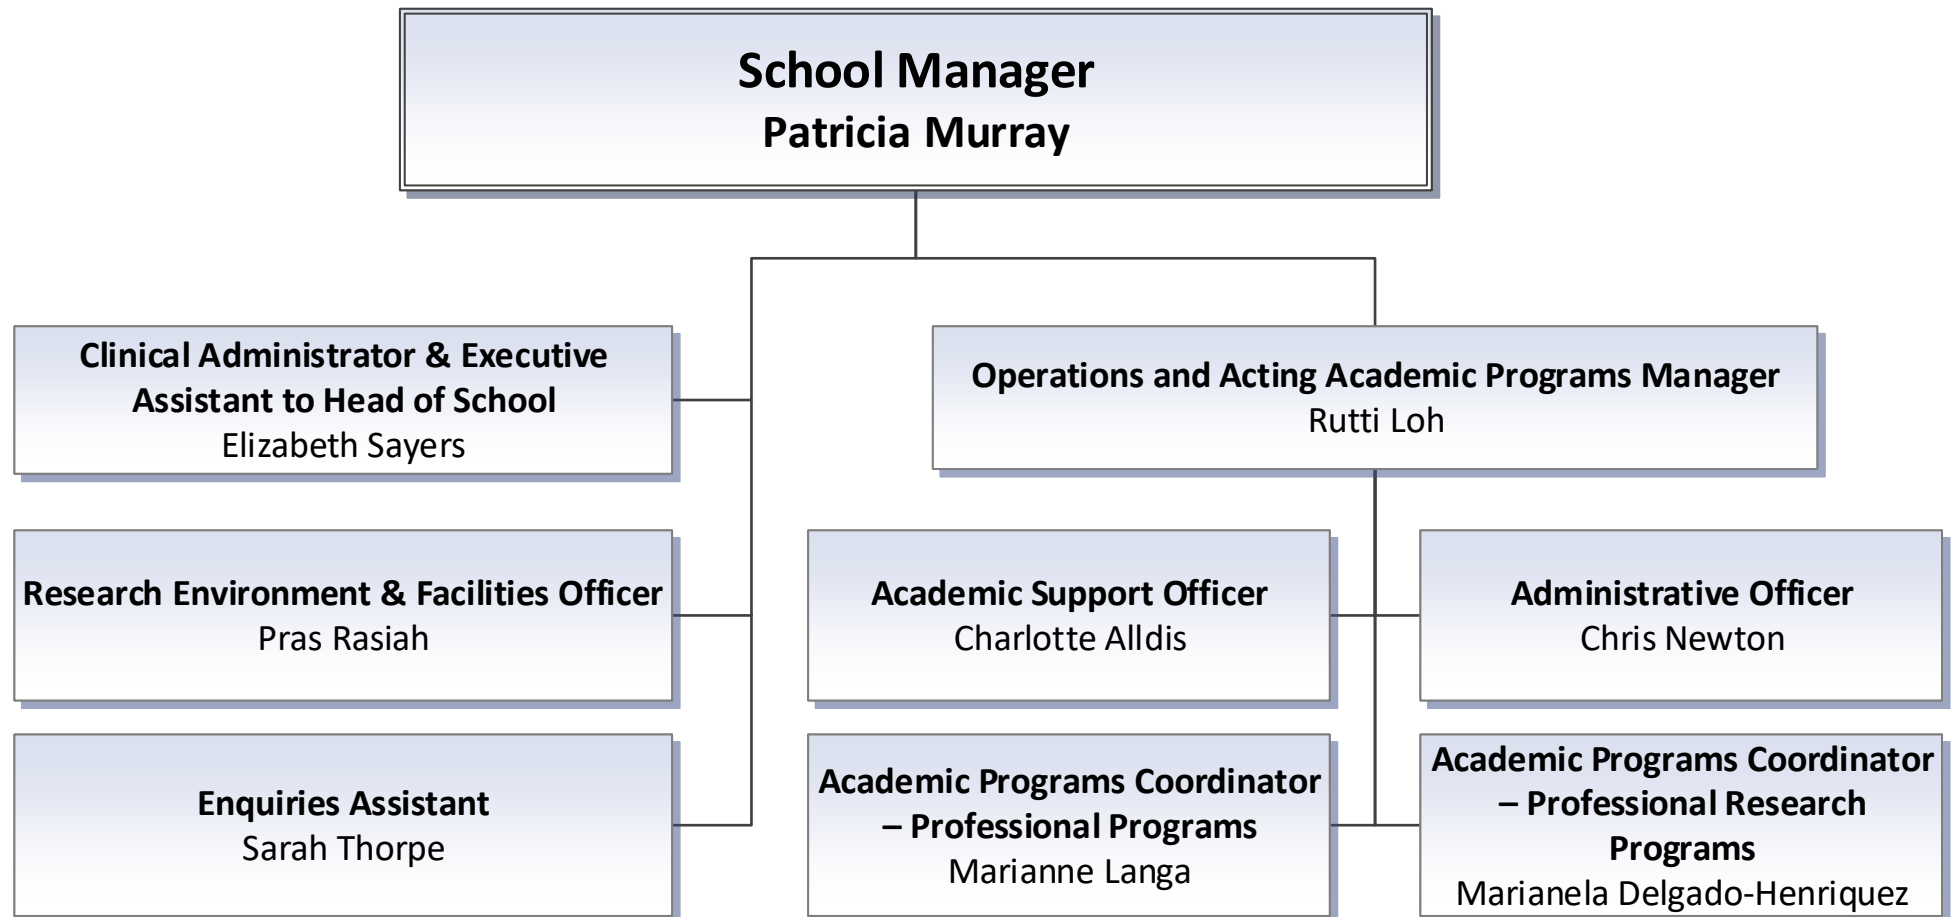 School Manager
Patricia Murray
Clinical Administrator & Executive
Assistant to Head of School
Elizabeth Sayers
Operations and Acting Academic Programs Manager
Rutti Loh
Research Environment & Facilities Officer
Pras Rasiah
Academic Support Officer
Charlotte Alldis
Administrative Officer
Chris Newton
Enquiries Assistant
Sarah Thorpe
Academic Programs Coordinator
– Professional Programs
Marianne Langa
Academic Programs Coordinator
– Professional Research
Programs
Marianela Delgado-Henriquez